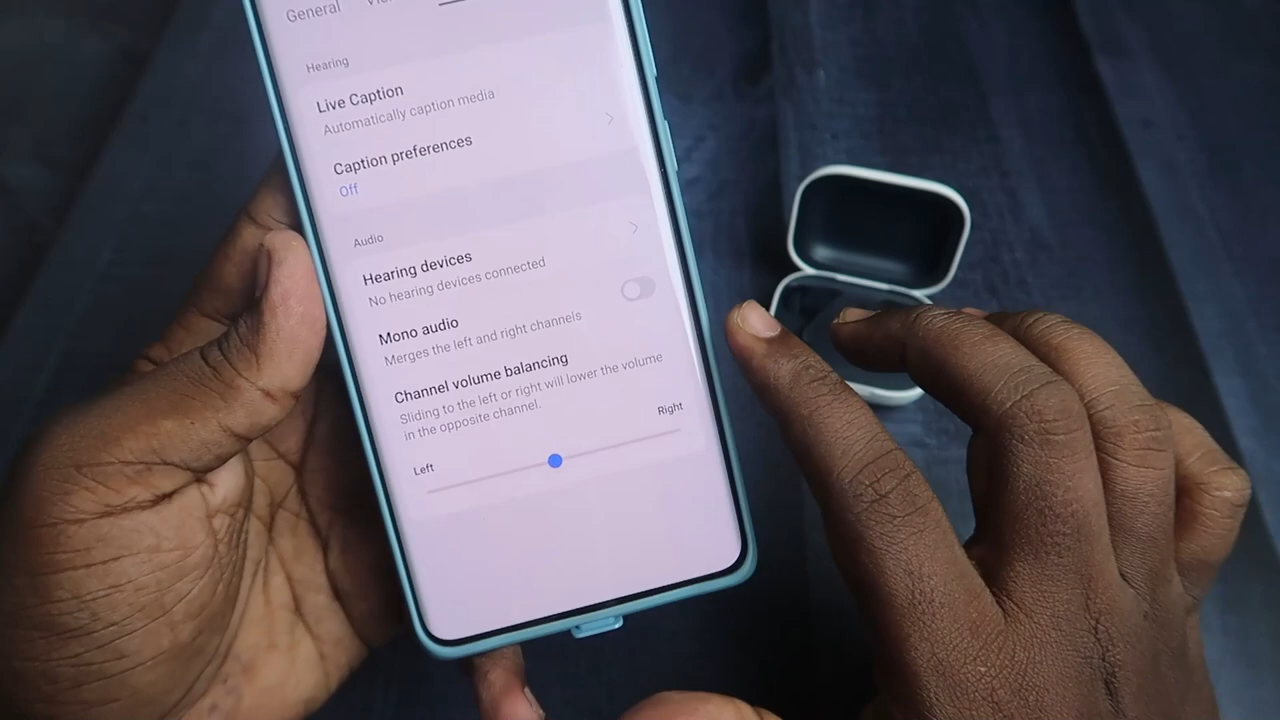 General
Hearing
Live Caption
Automatically caption media
Caption preferences
Off
Audio
Hearing devices
No hearing devices connected
Mono audio
Merges the left and right channels
Channel volume balancing
Sliding to the left or right will lower the volume
in the opposite channel.
Left Right